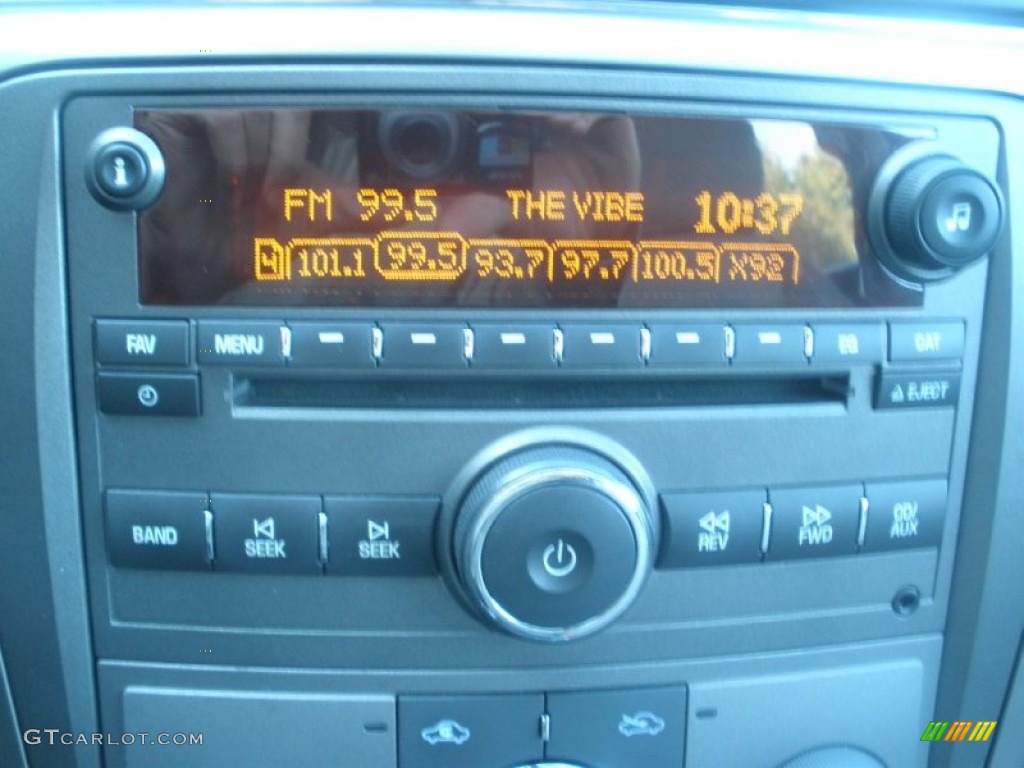 i
FM 99.5 THE VIBE 10:37
4 101.1 99.5 93.7 97.7 100.5 X92
FAV MENU EQ CAT
EJECT
BAND SEEK SEEK REV FWD CD/
AUX
GTCARLOT.COM